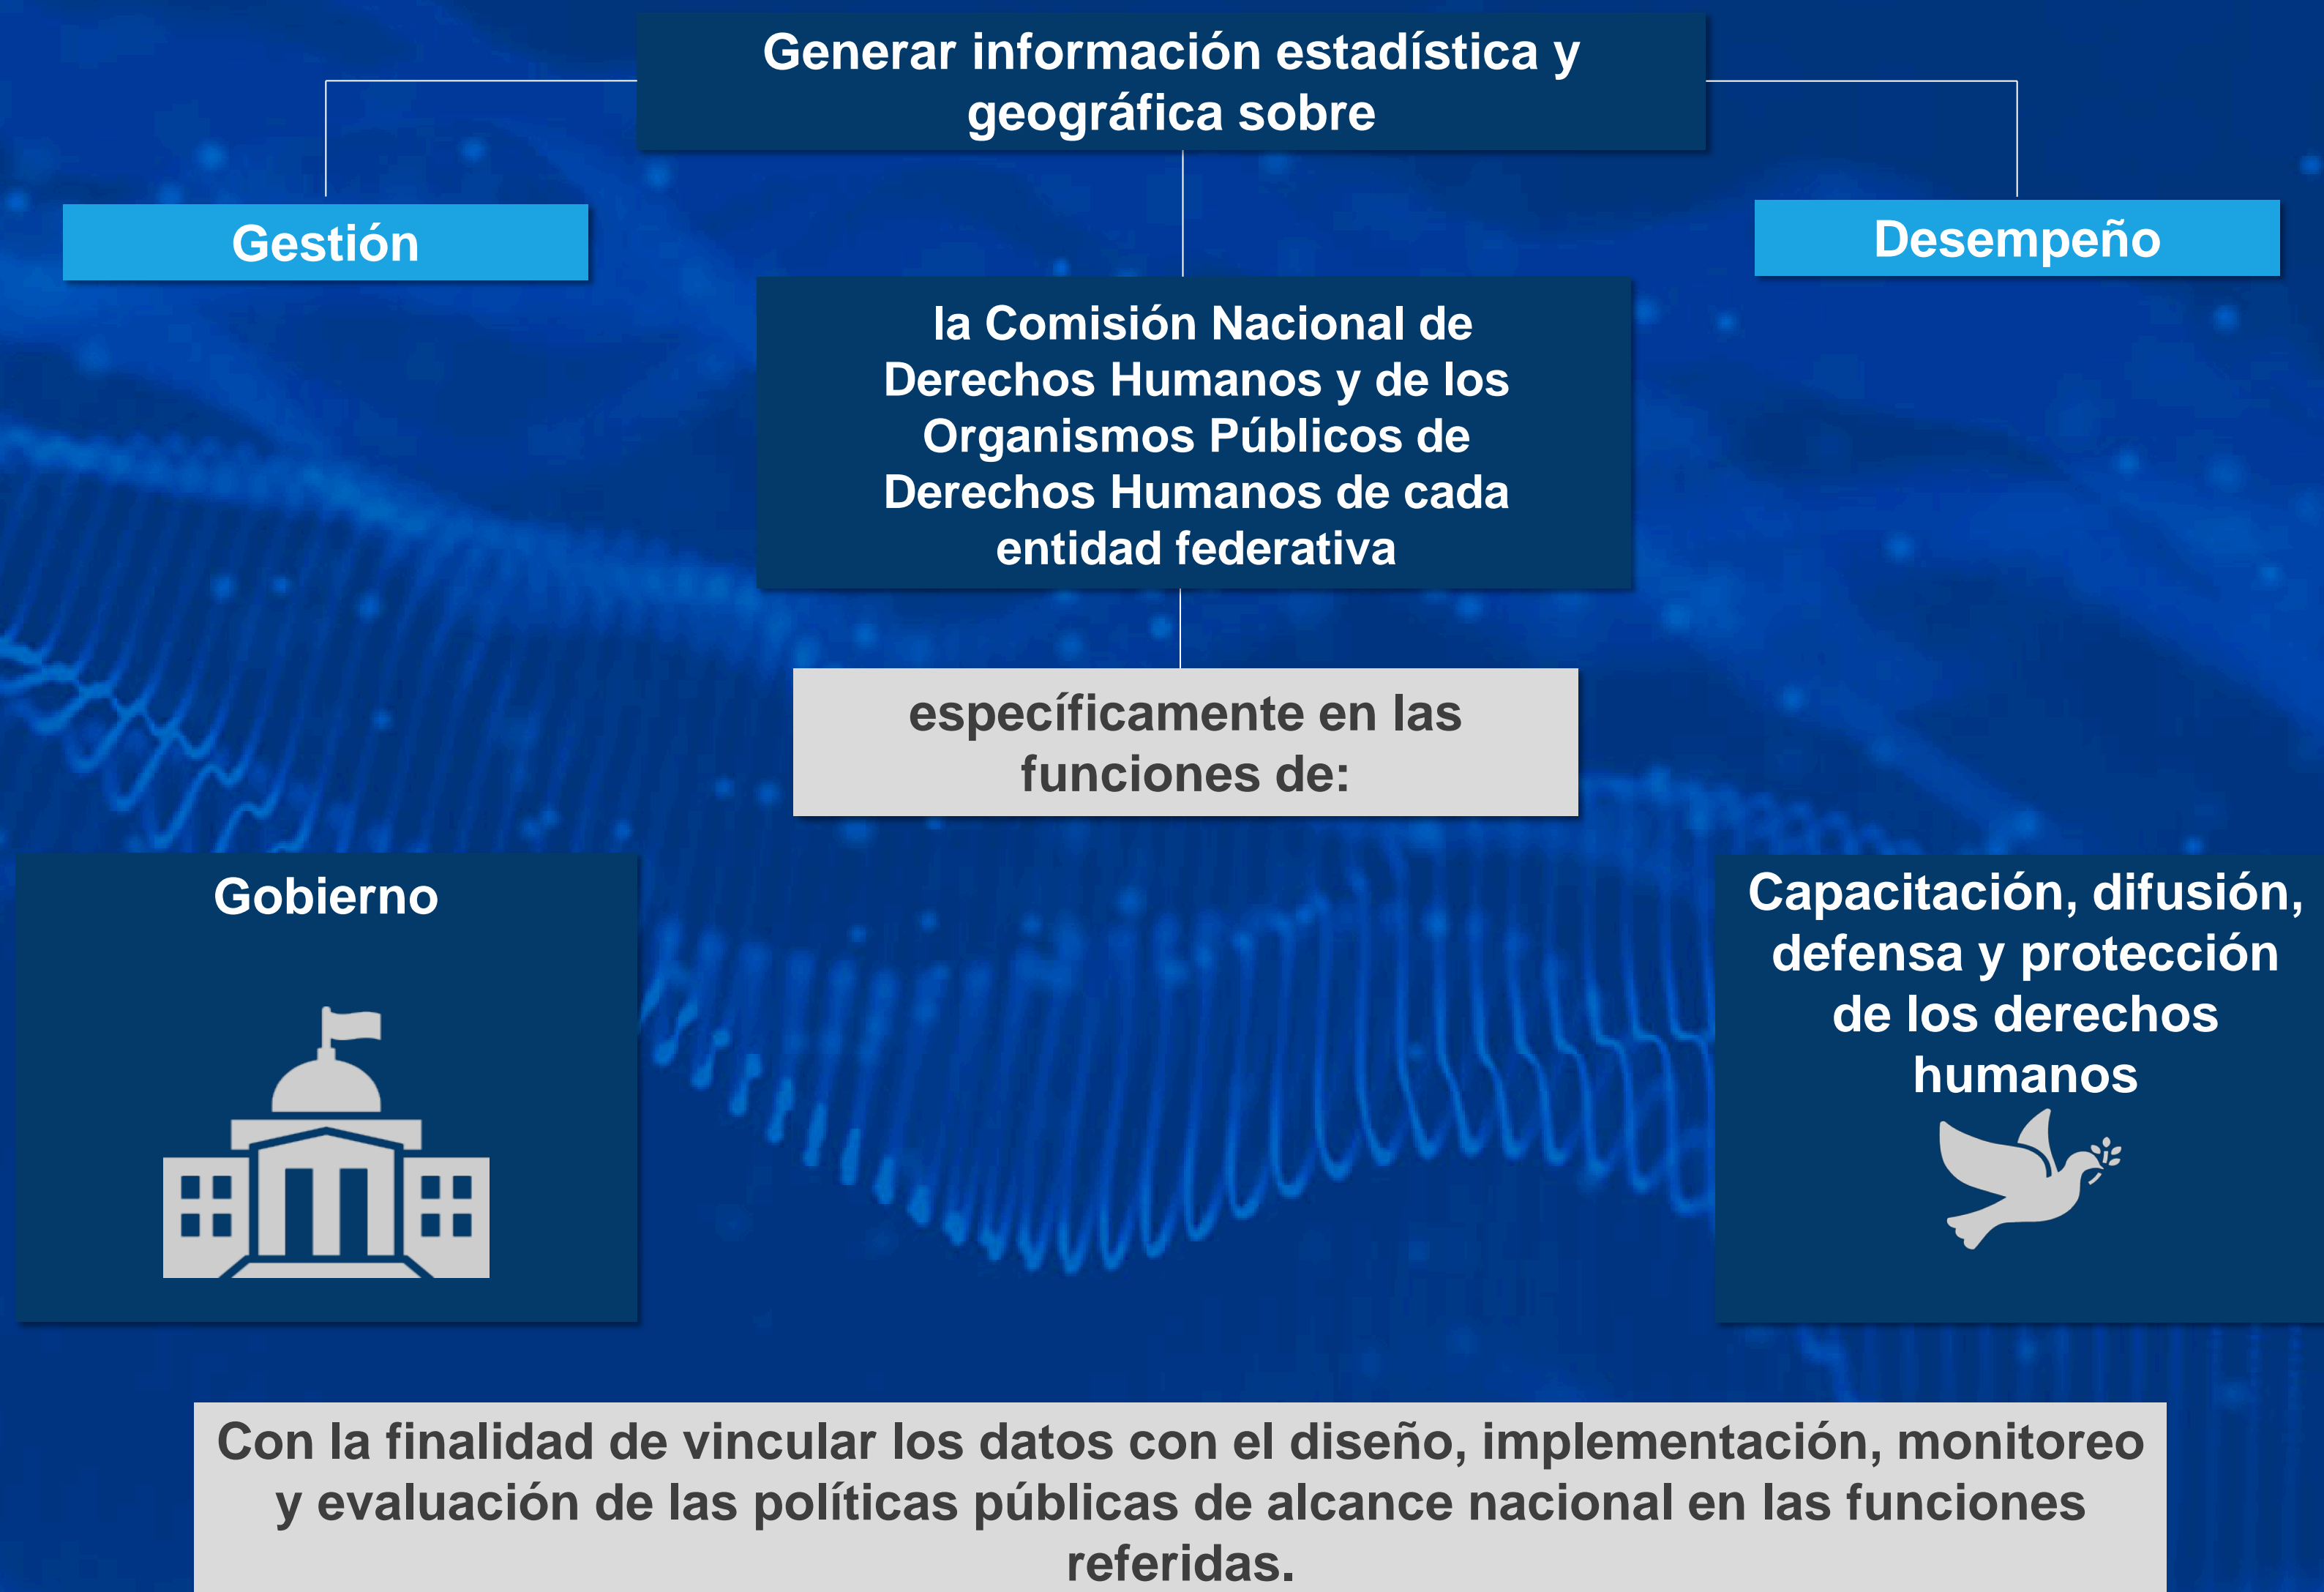 Generar información estadística y
geográfica sobre
Gestión
Desempeño
la Comisión Nacional de
Derechos Humanos y de los
Organismos Públicos de
Derechos Humanos de cada
entidad federativa
específicamente en las
funciones de:
Gobierno
Capacitación, difusión,
defensa y protección
de los derechos
humanos
Con la finalidad de vincular los datos con el diseño, implementación, monitoreo
y evaluación de las políticas públicas de alcance nacional en las funciones
referidas.